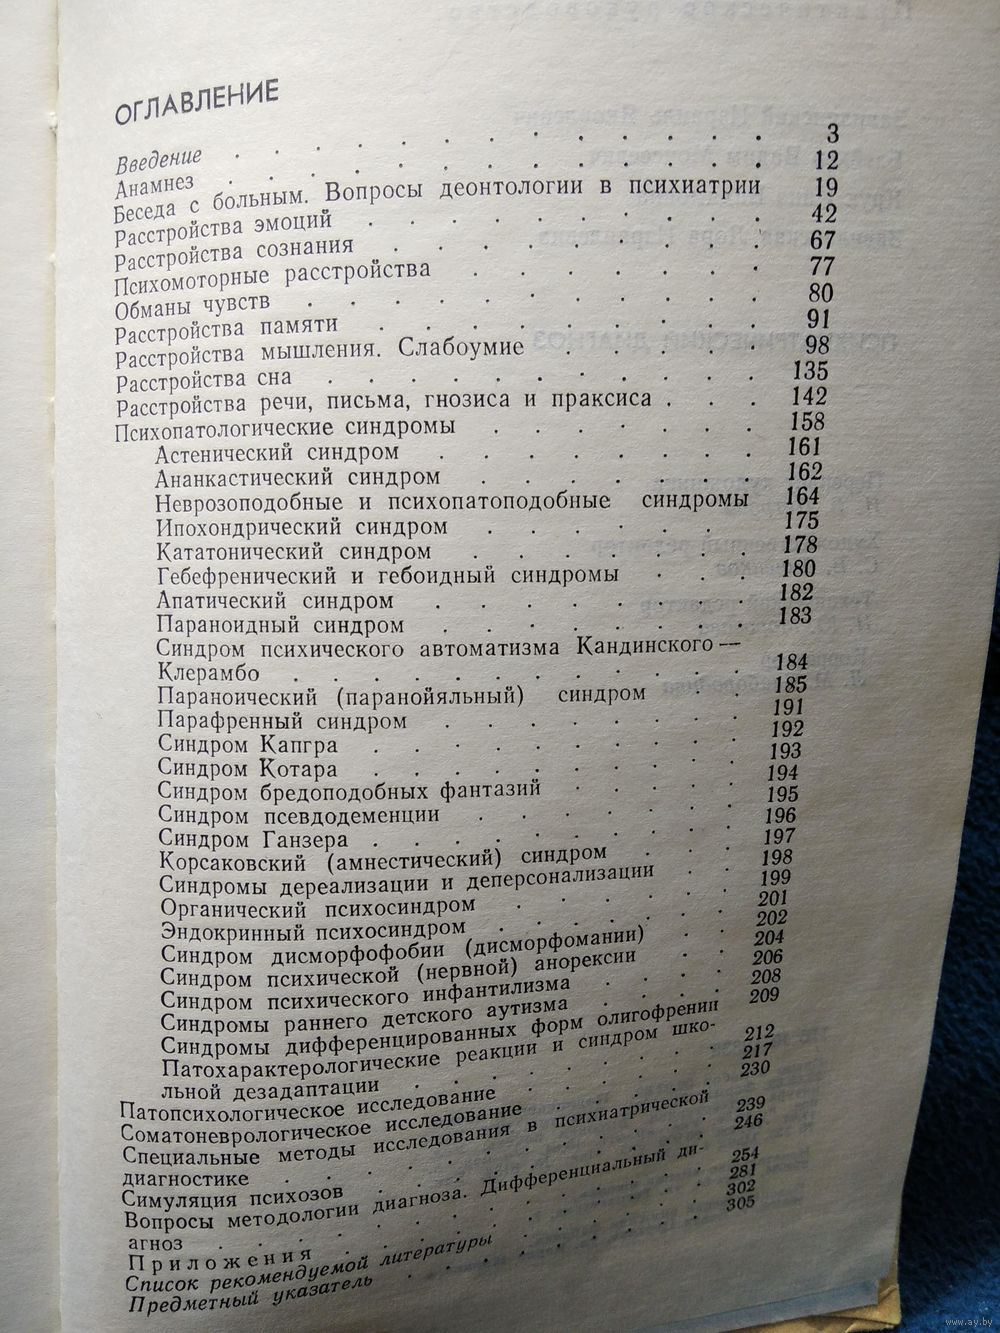 ОГЛАВЛЕНИЕ
Введение . . . . . . . . . . . . . 3
Анамнез . . . . . . . . . . . . . 12
Беседа с больным. Вопросы деонтологии в психиатрии 19
Расстройства эмоций . . . . . . . . 42
Расстройства сознания . . . . . . . . 67
Психомоторные расстройства . . . . . . 77
Обманы чувств . . . . . . . . . . 80
Расстройства памяти . . . . . . . . 91
Расстройства мышления. Слабоумие . . . . . 98
Расстройства сна . . . . . . . . . . 135
Расстройства речи, письма, гнозиса и праксиса . . . 142
Психопатологические синдромы . . . . . . . 158
Астенический синдром . . . . . . . . 161
Ананкастический синдром . . . . . . . 162
Неврозоподобные и психопатоподобные синдромы 164
Ипохондрический синдром . . . . . . 175
Кататонический синдром . . . . . . . 178
Гебефренический и гебоидный синдромы . . . 180
Апатический синдром . . . . . . . . 182
Параноидный синдром . . . . . . . . 183
Синдром психического автоматизма Кандинского —
Клерамбо . . . . . . . . . . . 184
Параноический (паранойяльный) синдром . . 185
Парафренный синдром . . . . . . . 191
Синдром Капгра . . . . . . . . . 192
Синдром Котара . . . . . . . . . 193
Синдром бредоподобных фантазий . . . . 194
Синдром псевдодеменции . . . . . . 195
Синдром Ганзера . . . . . . . . . 196
Корсаковский (амнестический) синдром . . . 197
Синдромы дереализации и деперсонализации . . 198
Органический психосиндром . . . . . 199
Эндокринный психосиндром . . . . . . 201
Синдром дисморфофобии (дисморфомании) . . 202
Синдром психической (нервной) анорексии . . 204
Синдром психического инфантилизма . . . . 206
Синдромы раннего детского аутизма . . . . 208
Синдромы дифференцированных форм олигофрении 209
Патохарактерологические реакции и синдром шко-
льной дезадаптации . . . . . . . . 212
Патопсихологическое исследование . . . . . . 217
Соматоневрологическое исследование . . . . . 230
Специальные методы исследования в психиатрической
диагностике . . . . . . . . . . . 239
Симуляция психозов . . . . . . . . . 246
Вопросы методологии диагноза. Дифференциальный ди-
агноз . . . . . . . . . . . . 254
Приложения . . . . . . . . . . 281
Список рекомендуемой литературы . . . . . . 302
Предметный указатель . . . . . . . . 305
www.ay.by